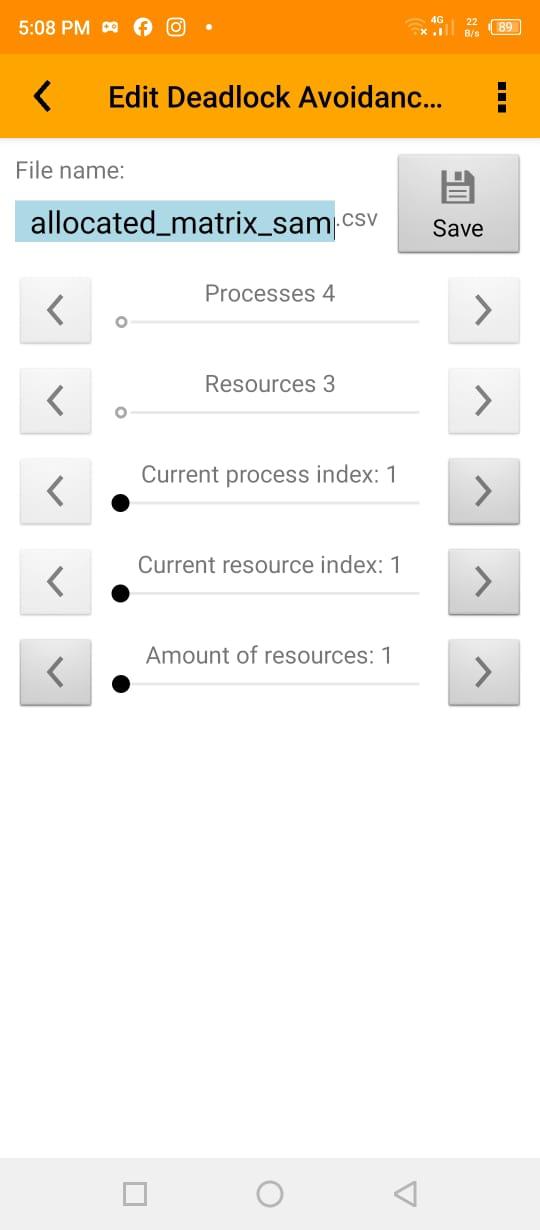 5:08 PM
4G
22
B/s
89
Edit Deadlock Avoidanc...
File name:
allocated_matrix_sam
.csv
Save
Processes 4
Resources 3
Current process index: 1
Current resource index: 1
Amount of resources: 1